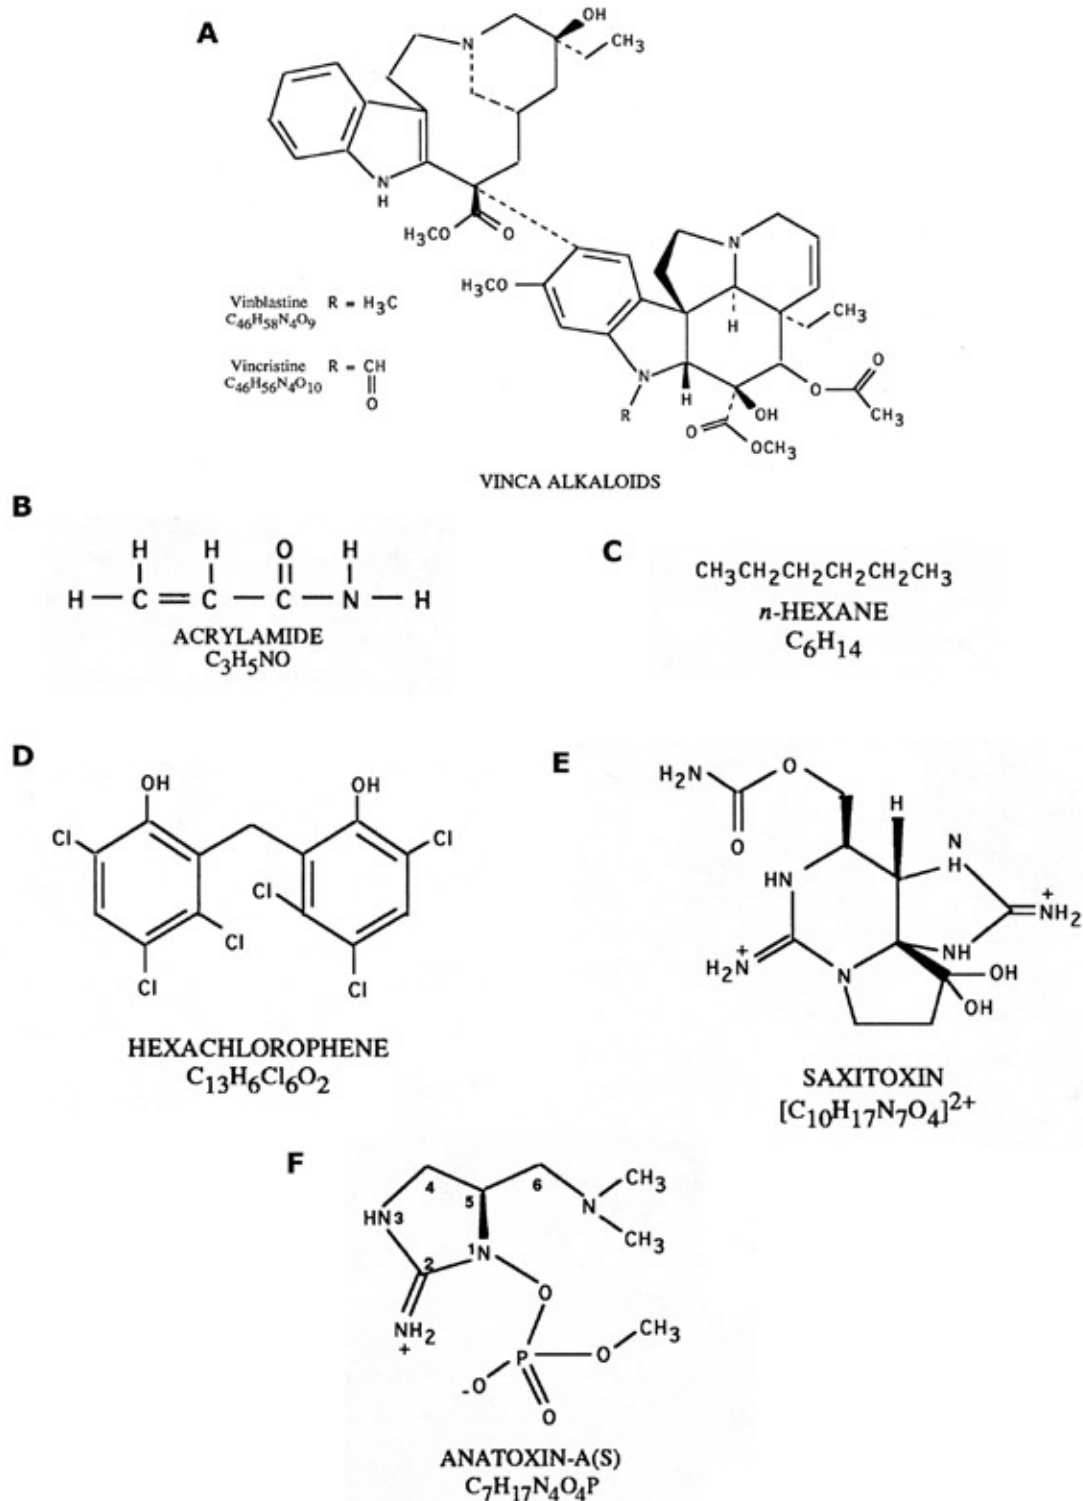 A
OH
N
CH3
N
H
H3CO
O
Vinblastine R = H3C
C46H58N4O9
Vincristine R = CH
C46H56N4O10
O
H3CO
N
H
CH3
N
R
H
O
O
CH3
OH
O
OCH3
VINCA ALKALOIDS
B
H H O H
H — C = C — C — N — H
ACRYLAMIDE
C3H5NO
C
CH3CH2CH2CH2CH2CH3
n-HEXANE
C6H14
D
OH OH
Cl Cl
Cl
Cl
Cl Cl
HEXACHLOROPHENE
C13H6Cl6O2
E
H2N O
O
H
N
H
HN
+
NH2
+
H2N
N
NH
OH
OH
SAXITOXIN
[C10H17N7O4]2+
F
4 5 6
HN3
1N
2
N
CH3
CH3
NH2
+
O
P
O
CH3
-O
O
ANATOXIN-A(S)
C7H17N4O4P